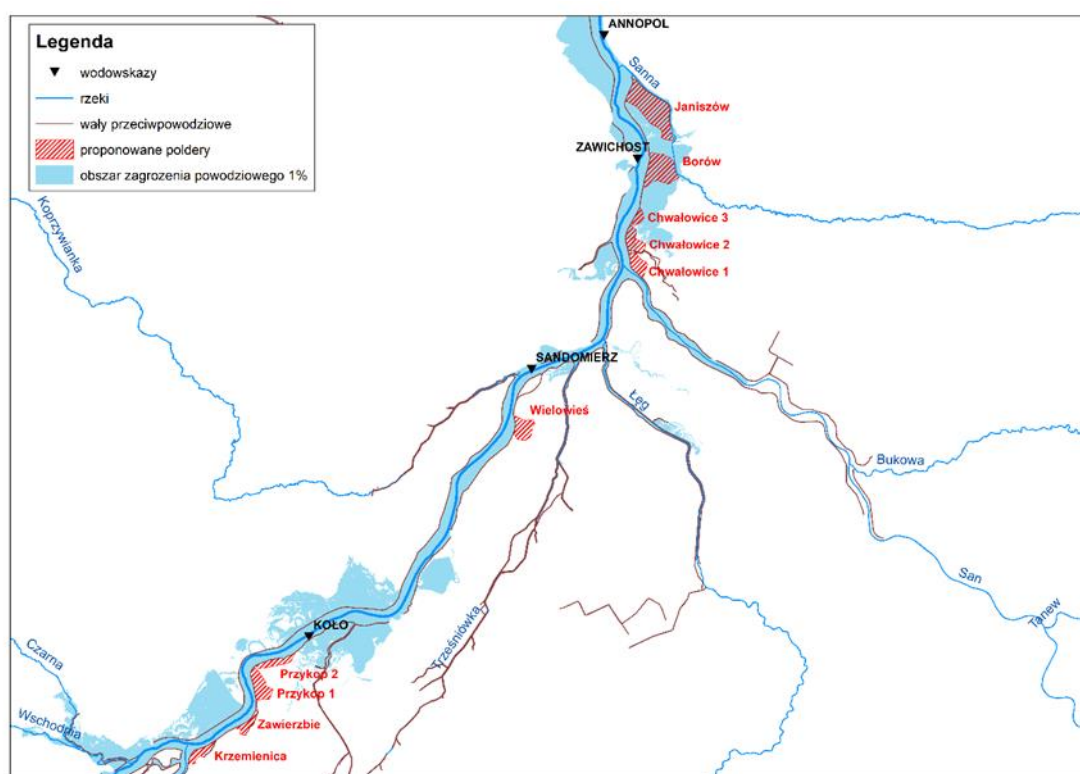 Legenda
wodowskazy
rzeki
wały przeciwpowodziowe
proponowane poldery
obszar zagrozenia powodziowego 1%
ANNOPOL
Sanna
Janiszów
ZAWICHOST
Borów
Koprzywianka
Chwałowice 3
Chwałowice 2
Chwałowice 1
SANDOMIERZ
Wielowieś
Łęg
Bukowa
San
Tanew
KOŁO
Trześniówka
Czarna
Przykop 2
Przykop 1
Wschodnia
Zawierzbie
Krzemienica